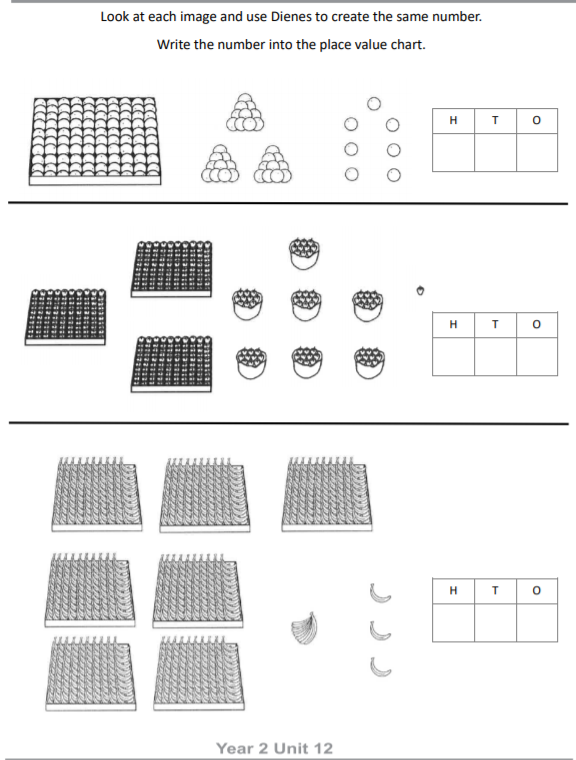 Look at each image and use Dienes to create the same number.
Write the number into the place value chart.
H T O
H T O
H T O
Year 2 Unit 12